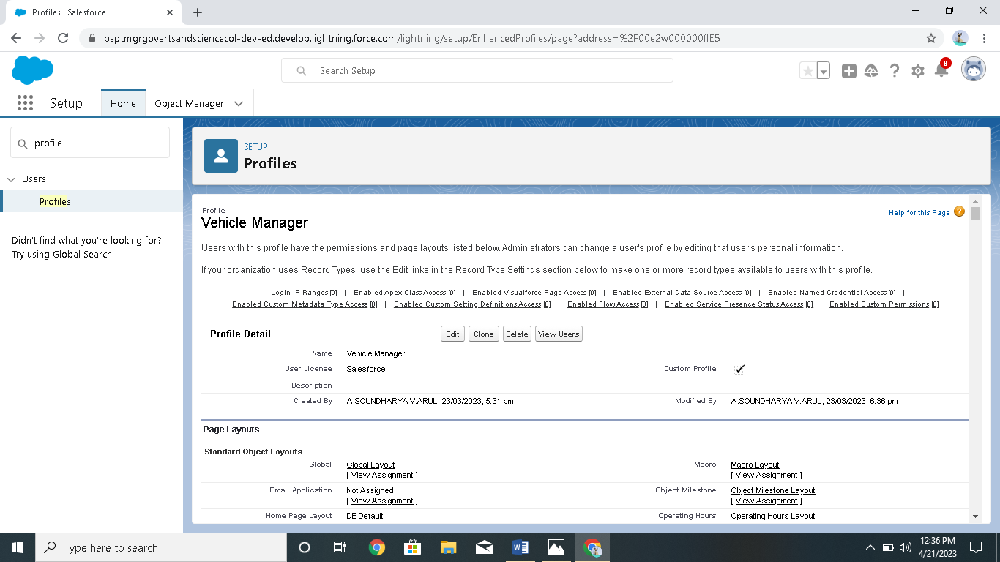 Profiles | Salesforce
psptmgrgovartsandsciencecol-dev-ed.develop.lightning.force.com/lightning/setup/EnhancedProfiles/page?address=%2F00e2w000000fIE5
Search Setup
8
Setup
Home
Object Manager
profile
Users
Profiles
Didn't find what you're looking for?
Try using Global Search.
SETUP
Profiles
Profile
Vehicle Manager
Help for this Page ?
Users with this profile have the permissions and page layouts listed below. Administrators can change a user's profile by editing that user's personal information.
If your organization uses Record Types, use the Edit links in the Record Type Settings section below to make one or more record types available to users with this profile.
Login IP Ranges [0] | Enabled Apex Class Access [0] | Enabled Visualforce Page Access [0] | Enabled External Data Source Access [0] | Enabled Named Credential Access [0] |
Enabled Custom Metadata Type Access [0] | Enabled Custom Setting Definitions Access [0] | Enabled Flow Access [0] | Enabled Service Presence Status Access [0] | Enabled Custom Permissions [0]
Profile Detail Edit Clone Delete View Users
Name Vehicle Manager
User License Salesforce Custom Profile ✓
Description
Created By A.SOUNDHARYA V.ARUL, 23/03/2023, 5:31 pm Modified By A.SOUNDHARYA V.ARUL, 23/03/2023, 6:36 pm
Page Layouts
Standard Object Layouts
Global Global Layout Macro Macro Layout
[ View Assignment ] [ View Assignment ]
Email Application Not Assigned Object Milestone Object Milestone Layout
[ View Assignment ] [ View Assignment ]
Home Page Layout DE Default Operating Hours Operating Hours Layout
Type here to search
12:36 PM
4/21/2023